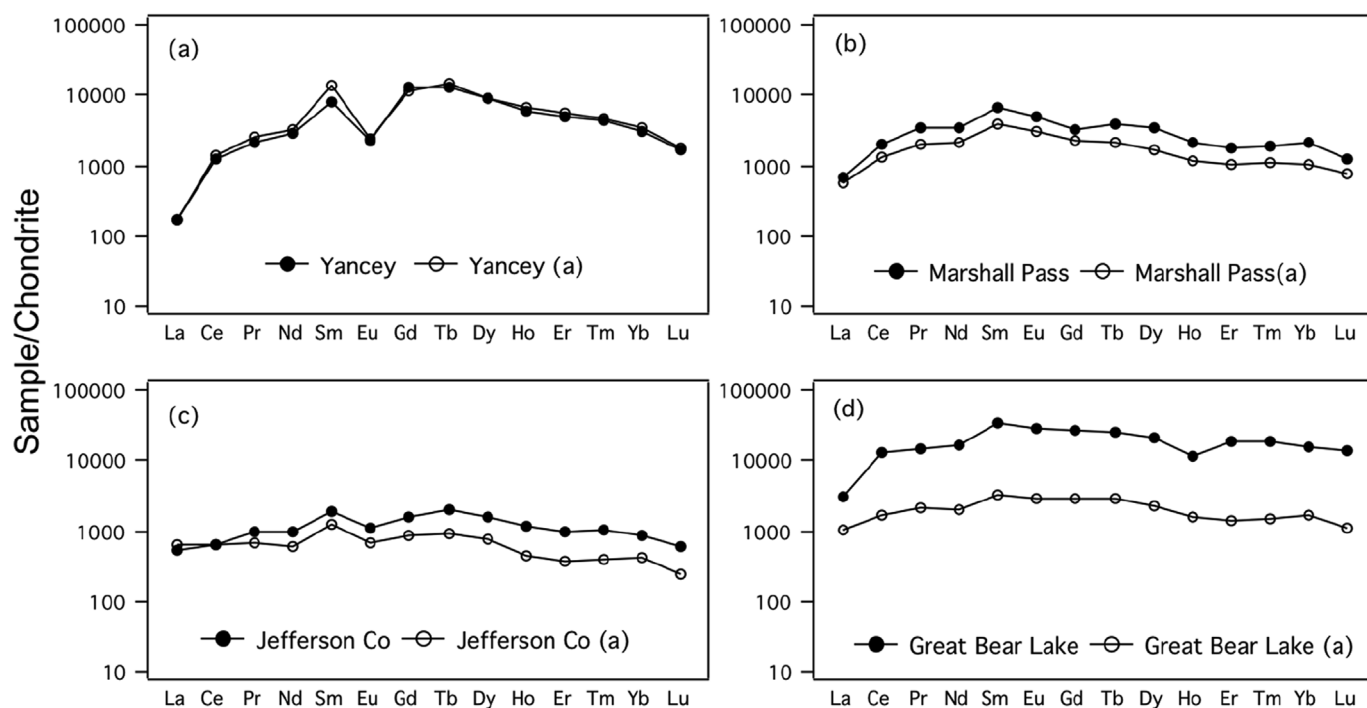 Sample/Chondrite
100000
10000
1000
100
10
(a)
Yancey Yancey (a)
La Ce Pr Nd Sm Eu Gd Tb Dy Ho Er Tm Yb Lu
100000
10000
1000
100
10
(b)
Marshall Pass Marshall Pass(a)
La Ce Pr Nd Sm Eu Gd Tb Dy Ho Er Tm Yb Lu
100000
10000
1000
100
10
(c)
Jefferson Co Jefferson Co (a)
La Ce Pr Nd Sm Eu Gd Tb Dy Ho Er Tm Yb Lu
100000
10000
1000
100
10
(d)
Great Bear Lake Great Bear Lake (a)
La Ce Pr Nd Sm Eu Gd Tb Dy Ho Er Tm Yb Lu